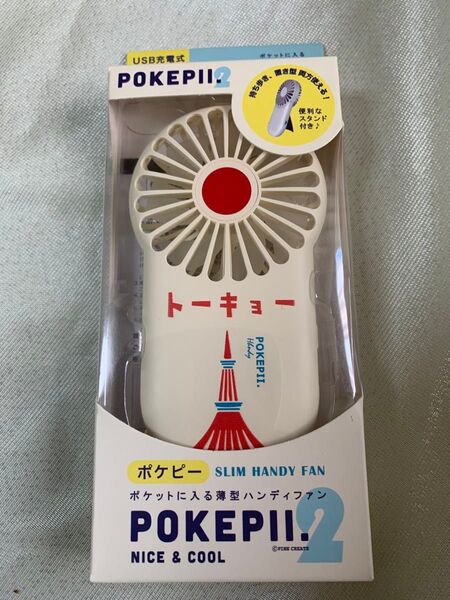 USB充電式
ポケットに入る
POKEPII.2
持ち歩き、置き型 両方使える!
便利な
スタンド
付き♪
トーキョー
POKEPII.
Handy
ポケピー SLIM HANDY FAN
ポケットに入る薄型ハンディファン
POKEPII.2
NICE & COOL
©PINE CREATE